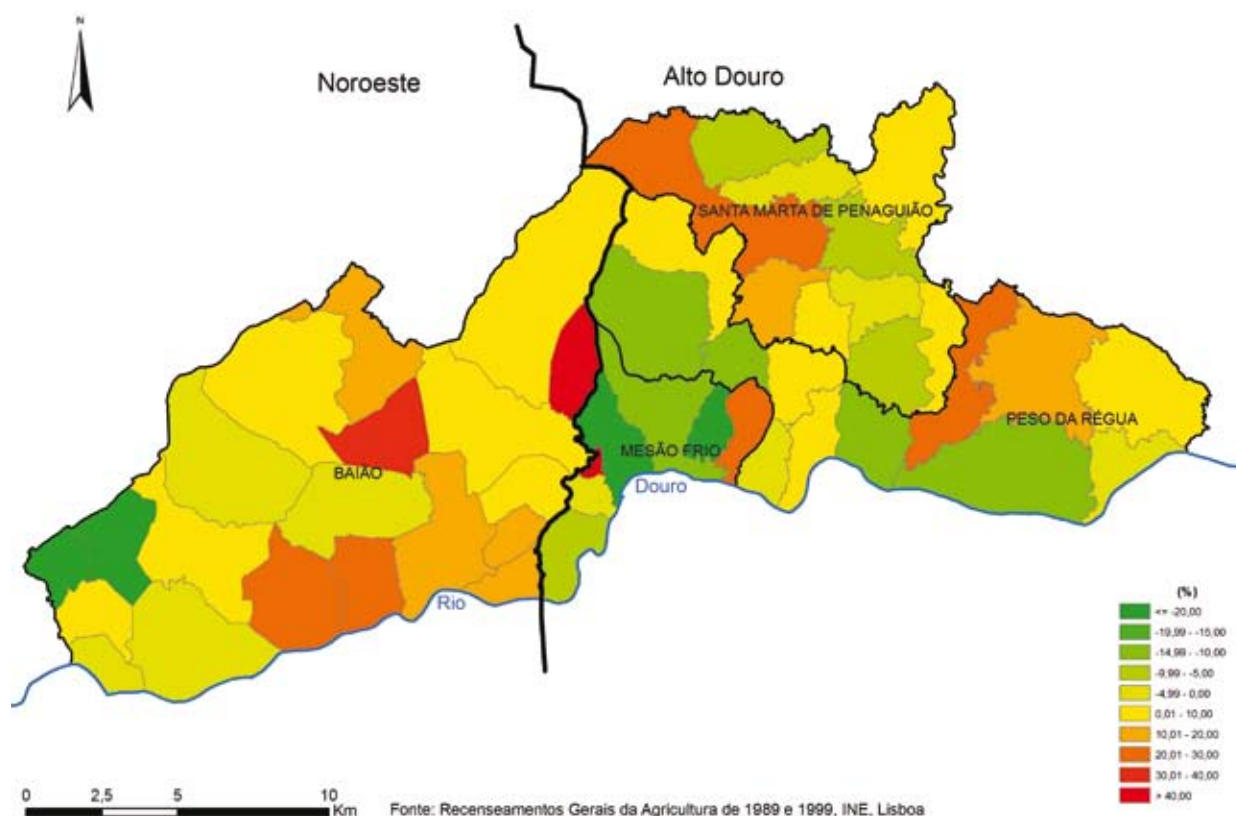 N
Noroeste
Alto Douro
SANTA MARTA DE PENAGUIÃO
PESO DA RÉGUA
MESÃO FRIO
BAIÃO
Douro
Rio
(%)
<= -20,00
-19,99 - -15,00
-14,99 - -10,00
-9,99 - -5,00
-4,99 - 0,00
0,01 - 10,00
10,01 - 20,00
20,01 - 30,00
30,01 - 40,00
> 40,00
0 2,5 5 10
Km
Fonte: Recenseamentos Gerais da Agricultura de 1989 e 1999, INE, Lisboa